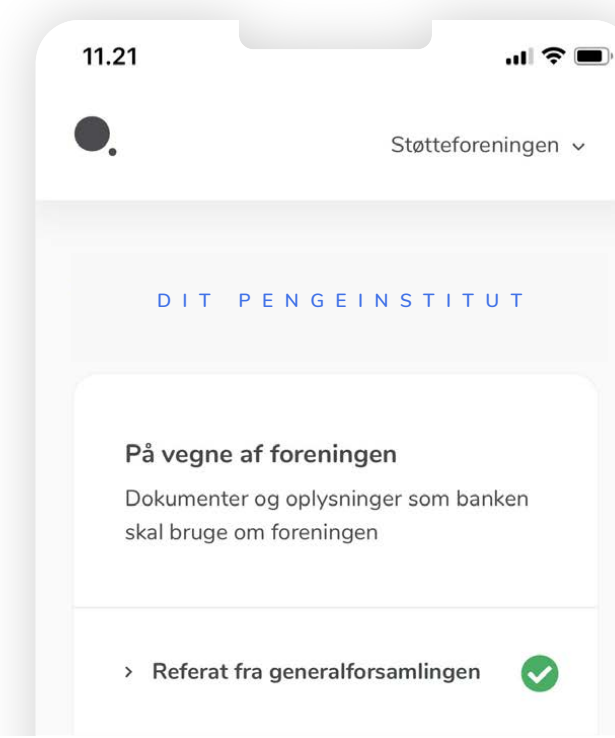 11.21
Støtteforeningen
DIT PENGEINSTITUT
På vegne af foreningen
Dokumenter og oplysninger som banken
skal bruge om foreningen
Referat fra generalforsamlingen